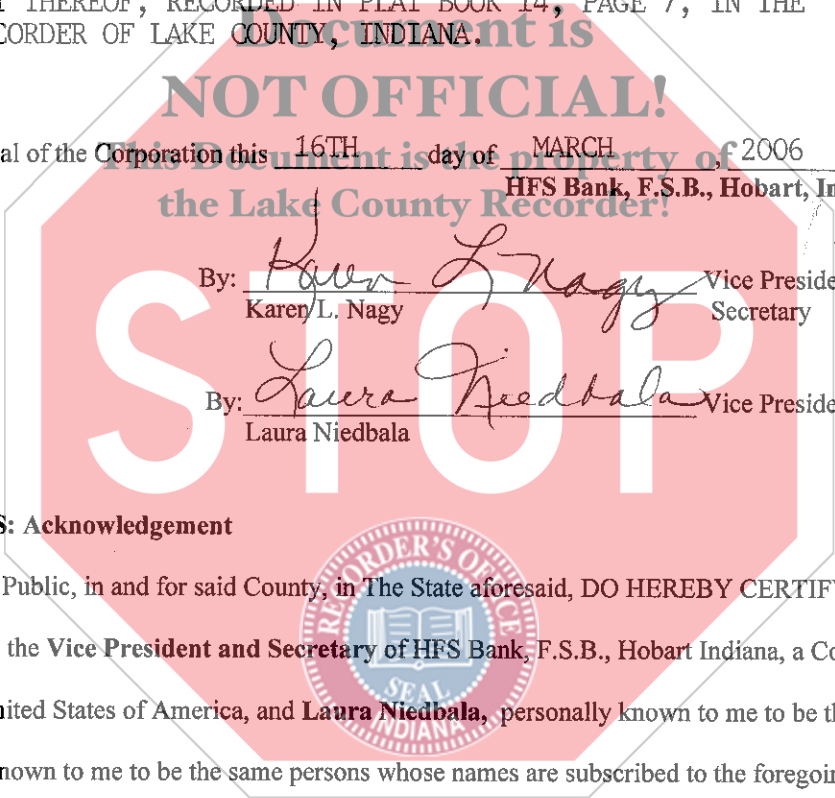 THEREOF, RECORDED IN PLAT BOOK 14, PAGE 7, IN THE
CORDER OF LAKE COUNTY, INDIANA.
Document is
NOT OFFICIAL!
This Document is the property of
the Lake County Recorder!
al of the Corporation this 16TH day of MARCH, 2006
HFS Bank, F.S.B., Hobart, In
By: Karen L Nagy Vice Preside
Karen L. Nagy Secretary
By: Laura Niedbala Vice Preside
Laura Niedbala
STOP
S: Acknowledgement
Public, in and for said County, in The State aforesaid, DO HEREBY CERTIF
the Vice President and Secretary of HFS Bank, F.S.B., Hobart Indiana, a Co
nited States of America, and Laura Niedbala, personally known to me to be th
nown to me to be the same persons whose names are subscribed to the foregoin
RECORDER'S OFFICE
SEAL
INDIANA